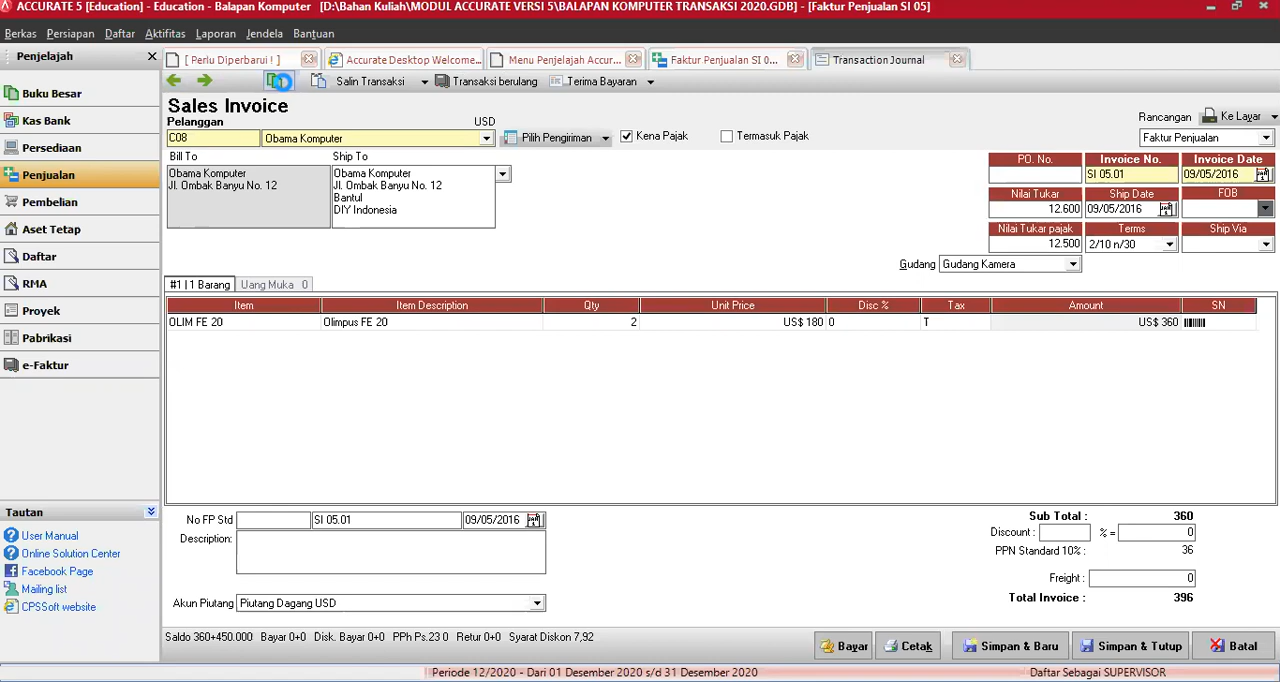 ACCURATE 5 [Education] - Education - Balapan Komputer [D:\Bahan Kuliah\MODUL ACCURATE VERSI 5\BALAPAN KOMPUTER TRANSAKSI 2020.GDB] - [Faktur Penjualan SI 05]
Berkas Persiapan Daftar Aktifitas Laporan Jendela Bantuan
Penjelajah
[ Perlu Diperbarui ! ] Accurate Desktop Welcome... Menu Penjelajah Accur... Faktur Penjualan SI 0... Transaction Journal
Salin Transaksi Transaksi berulang Terima Bayaran
Buku Besar
Kas Bank
Persediaan
Penjualan
Pembelian
Aset Tetap
Daftar
RMA
Proyek
Pabrikasi
e-Faktur
Tautan
User Manual
Online Solution Center
Facebook Page
Mailing list
CPSSoft website
Sales Invoice
Pelanggan USD
C08 Obama Komputer Pilih Pengiriman Kena Pajak Termasuk Pajak
Rancangan Ke Layar
Faktur Penjualan
Bill To Ship To
Obama Komputer
Jl. Ombak Banyu No. 12
Obama Komputer
Jl. Ombak Banyu No. 12
Bantul
DIY Indonesia
PO. No. Invoice No. Invoice Date
SI 05.01 09/05/2016
Nilai Tukar Ship Date FOB
12.600 09/05/2016
Nilai Tukar pajak Terms Ship Via
12.500 2/10 n/30
Gudang Gudang Kamera
#1 | 1 Barang Uang Muka 0
Item Item Description Qty Unit Price Disc % Tax Amount SN
OLIM FE 20 Olimpus FE 20 2 US$ 180 0 T US$ 360
No FP Std SI 05.01 09/05/2016
Description:
Akun Piutang Piutang Dagang USD
Sub Total : 360
Discount : % = 0
PPN Standard 10% : 36
Freight : 0
Total Invoice : 396
Saldo 360+450.000 Bayar 0+0 Disk. Bayar 0+0 PPh Ps.23 0 Retur 0+0 Syarat Diskon 7,92
Bayar Cetak Simpan & Baru Simpan & Tutup Batal
Periode 12/2020 - Dari 01 Desember 2020 s/d 31 Desember 2020 Daftar Sebagai SUPERVISOR